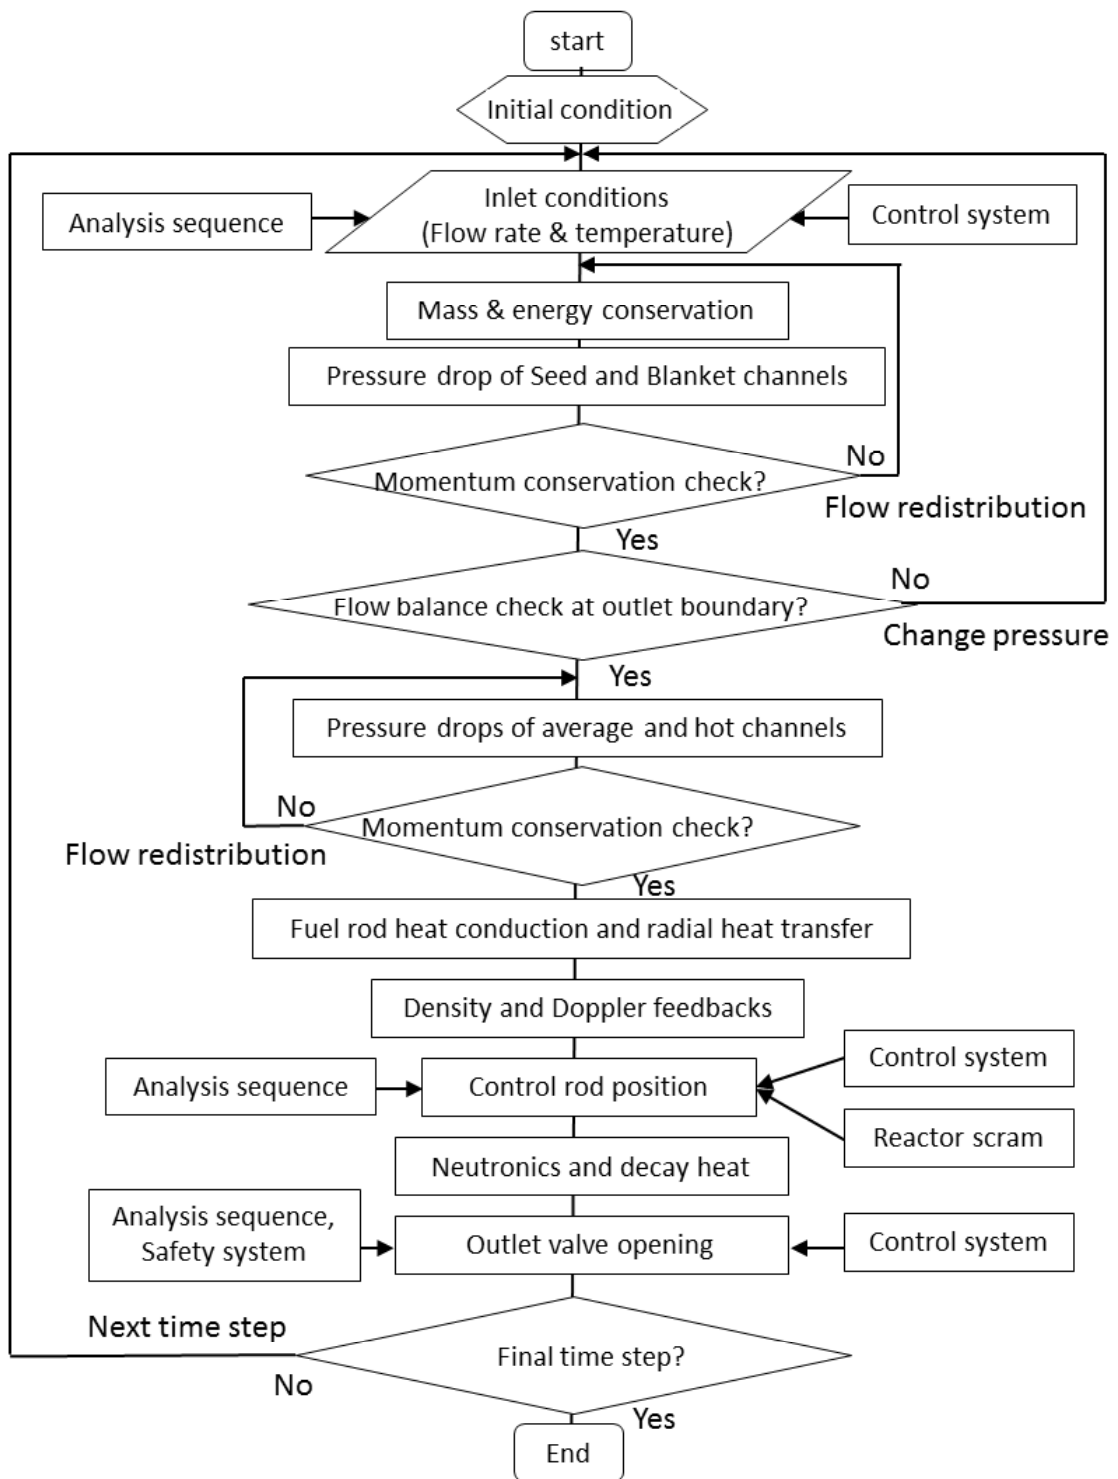 start
Initial condition
Analysis sequence
Inlet conditions
(Flow rate & temperature)
Control system
Mass & energy conservation
Pressure drop of Seed and Blanket channels
Momentum conservation check?
No
Flow redistribution
Yes
Flow balance check at outlet boundary?
No
Change pressure
Yes
Pressure drops of average and hot channels
Momentum conservation check?
No
Flow redistribution
Yes
Fuel rod heat conduction and radial heat transfer
Density and Doppler feedbacks
Analysis sequence
Control rod position
Control system
Reactor scram
Neutronics and decay heat
Analysis sequence,
Safety system
Outlet valve opening
Control system
Next time step
Final time step?
No
Yes
End